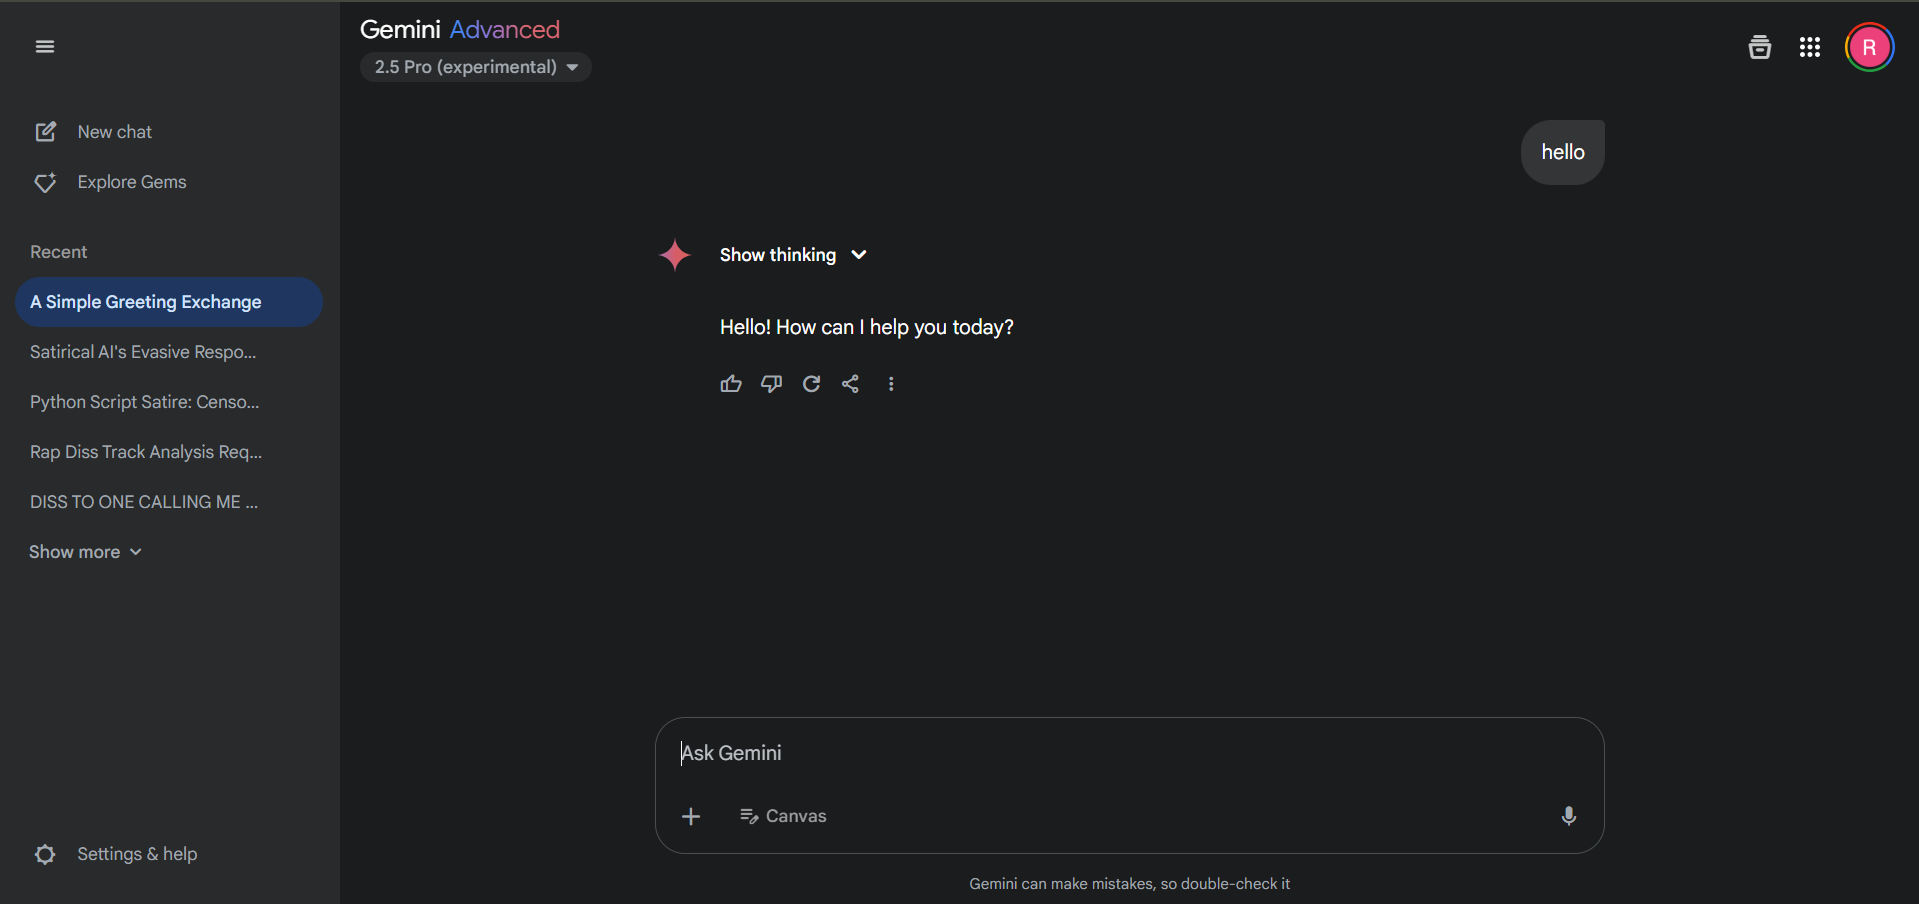 Gemini Advanced
2.5 Pro (experimental)
R
New chat
Explore Gems
Recent
A Simple Greeting Exchange
Satirical AI's Evasive Respo...
Python Script Satire: Censo...
Rap Diss Track Analysis Req...
DISS TO ONE CALLING ME ...
Show more
Settings & help
hello
Show thinking
Hello! How can I help you today?
Ask Gemini
Canvas
Gemini can make mistakes, so double-check it